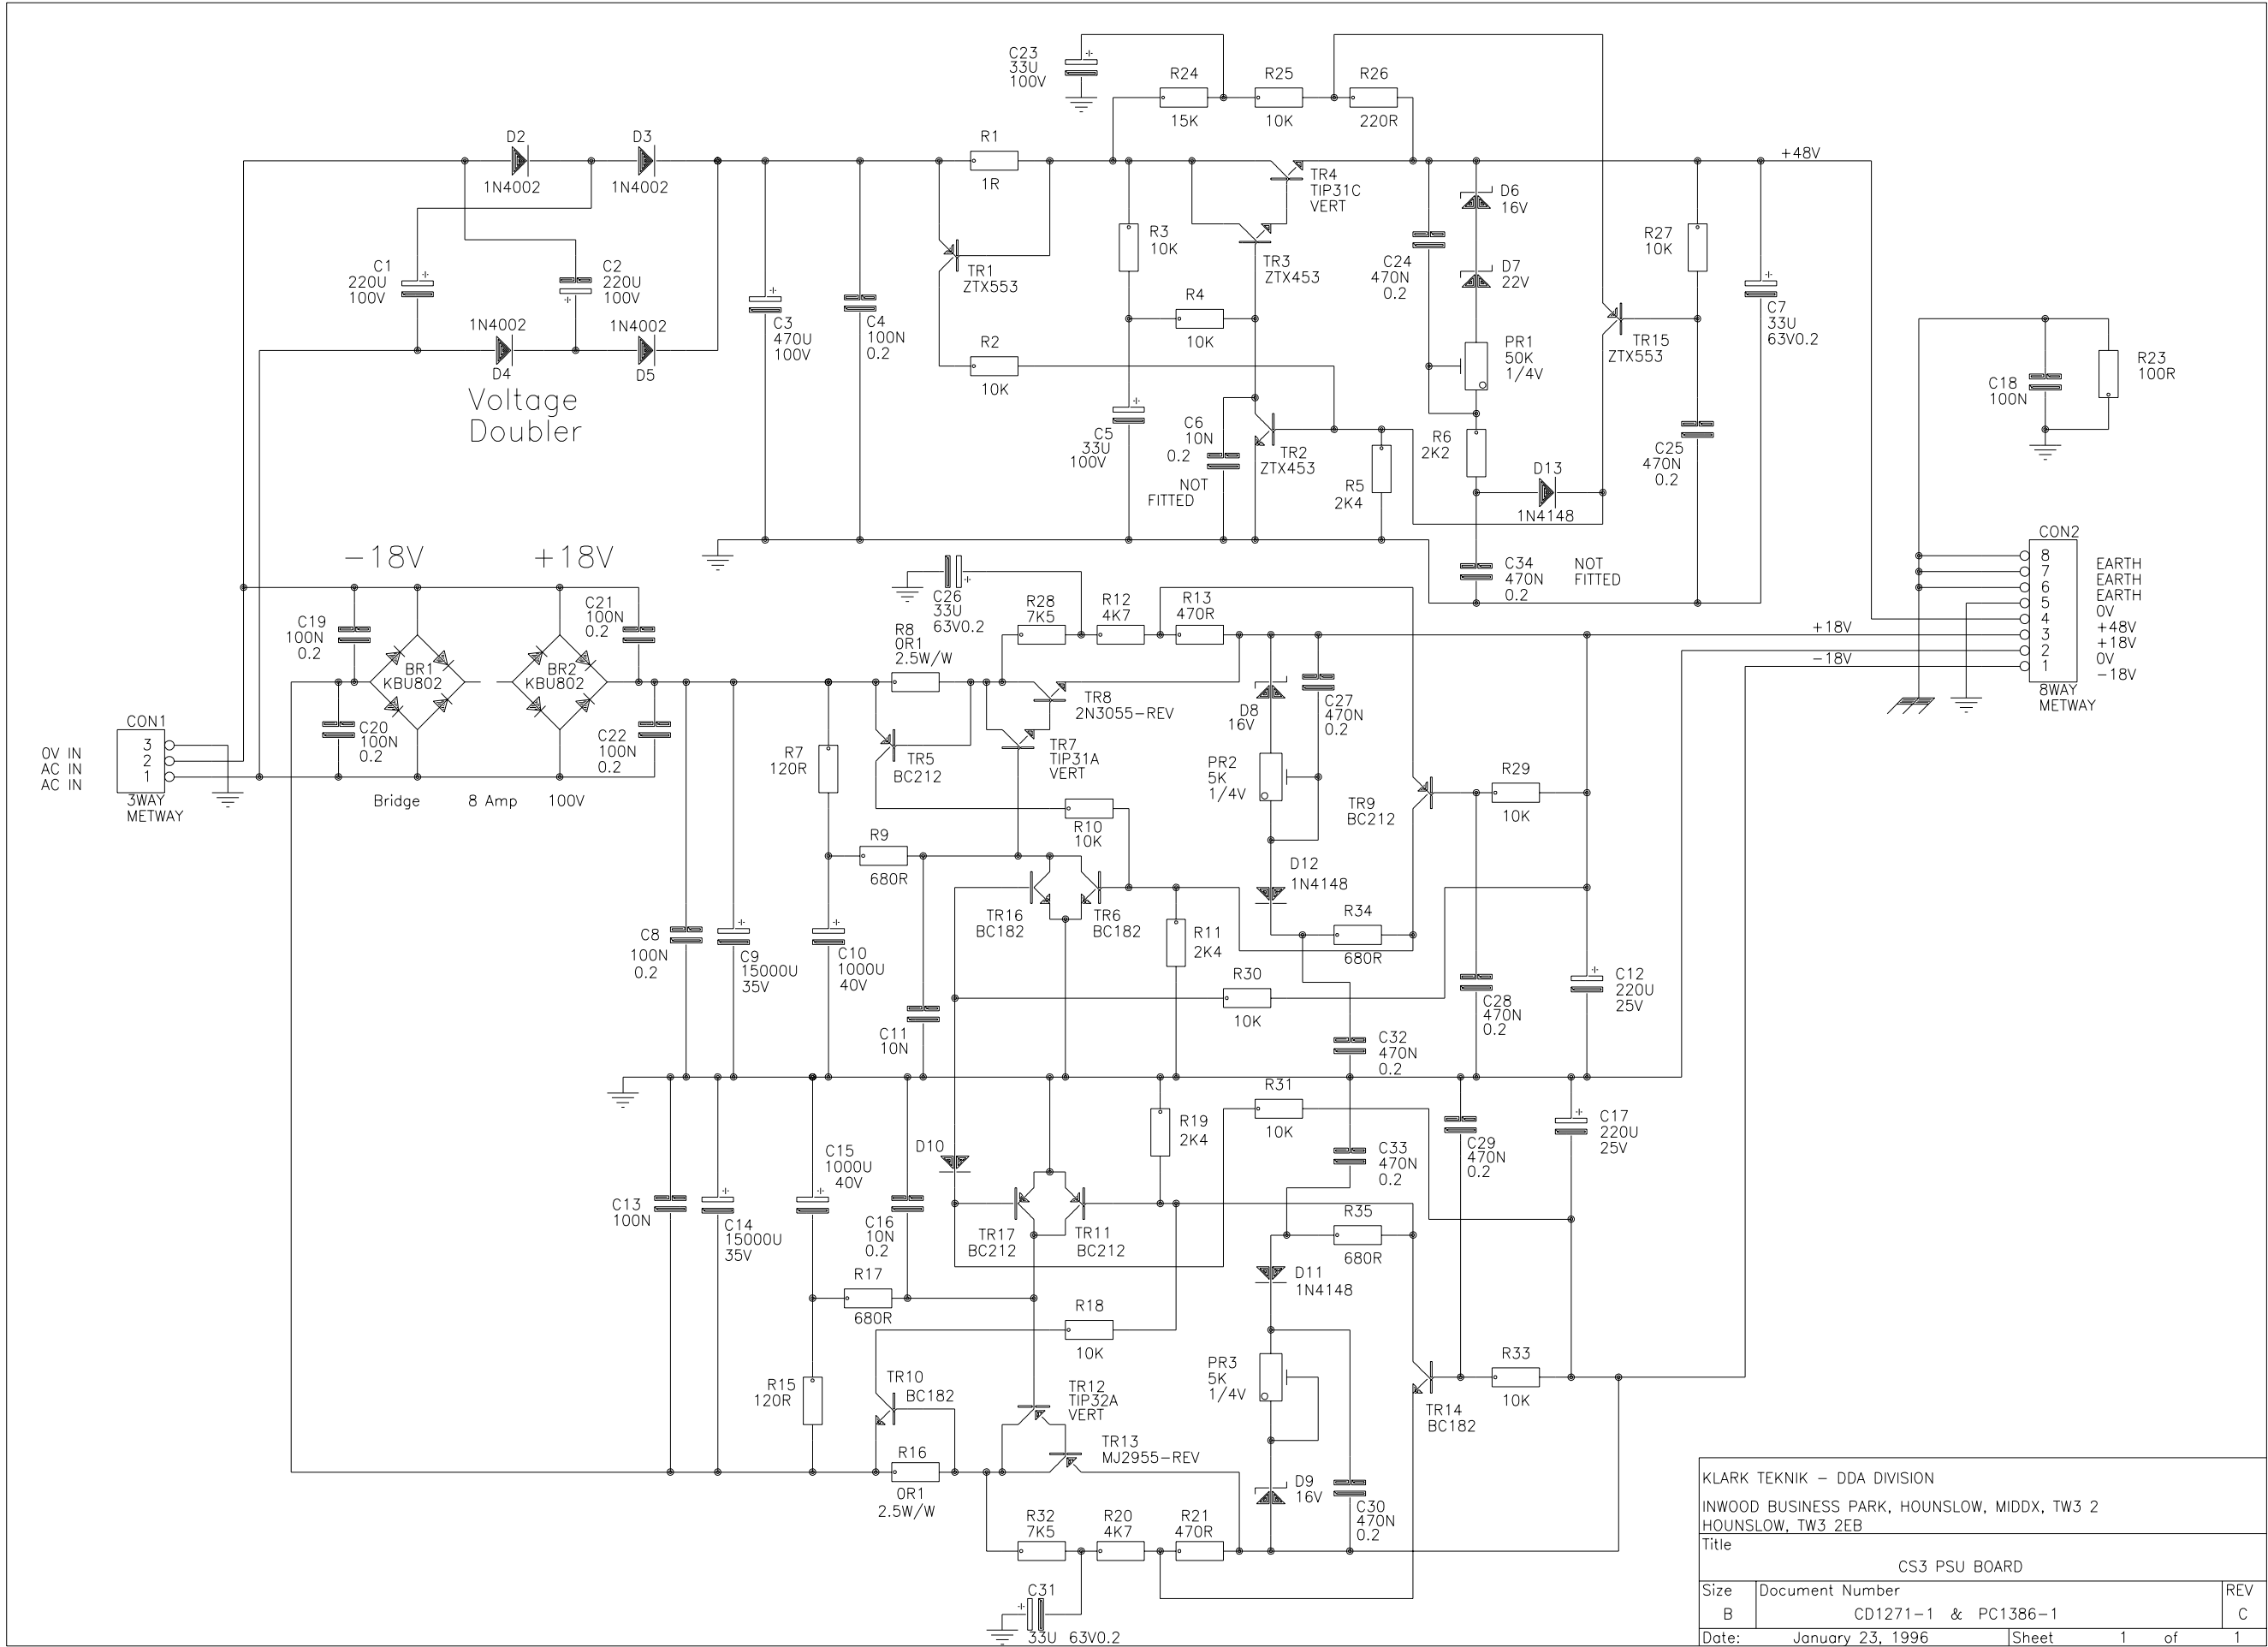 C23
33U
100V
R24
15K
R25
10K
R26
220R
D2
1N4002
D3
1N4002
R1
1R
TR4
TIP31C
VERT
+48V
D6
16V
R3
10K
R27
10K
C1
220U
100V
C2
220U
100V
TR1
ZTX553
TR3
ZTX453
C24
470N
0.2
D7
22V
1N4002
D4
1N4002
D5
C3
470U
100V
C4
100N
0.2
R4
10K
R2
10K
PR1
50K
1/4V
TR15
ZTX553
C7
33U
63V0.2
C18
100N
R23
100R
Voltage
Doubler
C5
33U
100V
C6
10N
0.2
NOT
FITTED
TR2
ZTX453
R5
2K4
R6
2K2
D13
1N4148
C25
470N
0.2
C34
470N
0.2
NOT
FITTED
CON2
8
7
6
5
4
3
2
1
EARTH
EARTH
EARTH
0V
+48V
+18V
0V
-18V
8WAY
METWAY
-18V
+18V
C19
100N
0.2
C21
100N
0.2
BR1
KBU802
BR2
KBU802
C20
100N
0.2
C22
100N
0.2
Bridge
8 Amp
100V
CON1
3
2
1
0V IN
AC IN
AC IN
3WAY
METWAY
C26
33U
63V0.2
R8
0R1
2.5W/W
R28
7K5
R12
4K7
R13
470R
+18V
-18V
TR8
2N3055-REV
D8
16V
C27
470N
0.2
R7
120R
TR5
BC212
TR7
TIP31A
VERT
PR2
5K
1/4V
TR9
BC212
R29
10K
R10
10K
R9
680R
D12
1N4148
TR16
BC182
TR6
BC182
R11
2K4
R34
680R
C8
100N
0.2
C9
15000U
35V
C10
1000U
40V
C11
10N
R30
10K
C28
470N
0.2
C12
220U
25V
C32
470N
0.2
R31
10K
D10
R19
2K4
C33
470N
0.2
C29
470N
0.2
C17
220U
25V
C13
100N
C14
15000U
35V
C15
1000U
40V
C16
10N
0.2
TR17
BC212
TR11
BC212
R35
680R
R17
680R
D11
1N4148
R18
10K
PR3
5K
1/4V
R33
10K
R15
120R
TR10
BC182
TR12
TIP32A
VERT
TR14
BC182
TR13
MJ2955-REV
R16
0R1
2.5W/W
D9
16V
C30
470N
0.2
R32
7K5
R20
4K7
R21
470R
C31
33U 63V0.2
KLARK TEKNIK - DDA DIVISION
INWOOD BUSINESS PARK, HOUNSLOW, MIDDX, TW3 2
HOUNSLOW, TW3 2EB
Title
CS3 PSU BOARD
Size
Document Number
REV
B
CD1271-1 & PC1386-1
C
Date: January 23, 1996 Sheet 1 of 1